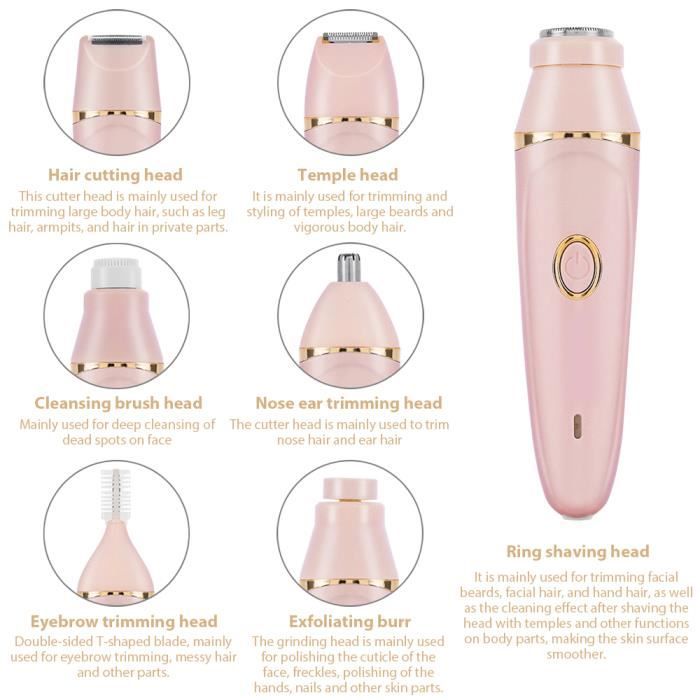 Hair cutting head
This cutter head is mainly used for
trimming large body hair, such as leg
hair, armpits, and hair in private parts.
Temple head
It is mainly used for trimming and
styling of temples, large beards and
vigorous body hair.
Cleansing brush head
Mainly used for deep cleansing of
dead spots on face
Nose ear trimming head
The cutter head is mainly used to trim
nose hair and ear hair
Eyebrow trimming head
Double-sided T-shaped blade, mainly
used for eyebrow trimming, messy hair
and other parts.
Exfoliating burr
The grinding head is mainly used
for polishing the cuticle of the
face, freckles, polishing of the
hands, nails and other skin parts.
Ring shaving head
It is mainly used for trimming facial
beards, facial hair, and hand hair, as well
as the cleaning effect after shaving the
head with temples and other functions
on body parts, making the skin surface
smoother.